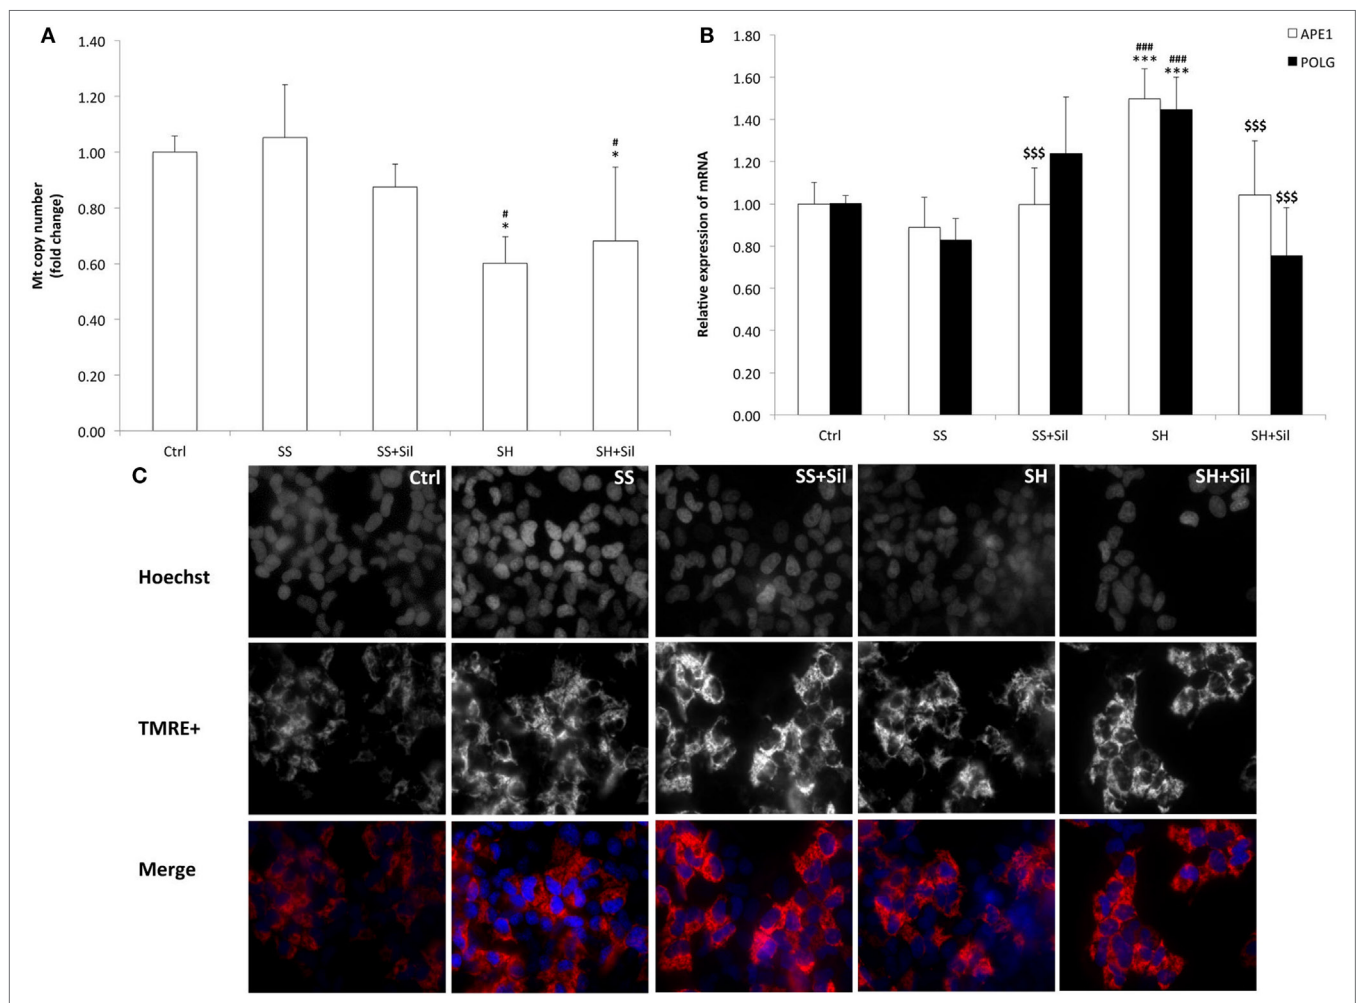 A
1.40
1.20
1.00
0.80
0.60
0.40
0.20
0.00
Mt copy number
(fold change)
#
*
#
*
Ctrl SS SS+Sil SH SH+Sil
B
1.80
1.60
1.40
1.20
1.00
0.80
0.60
0.40
0.20
0.00
Relative expression of mRNA
APE1
POLG
$$$
###
***
###
***
$$$
$$$
Ctrl SS SS+Sil SH SH+Sil
C
Ctrl SS SS+Sil SH SH+Sil
Hoechst
TMRE+
Merge